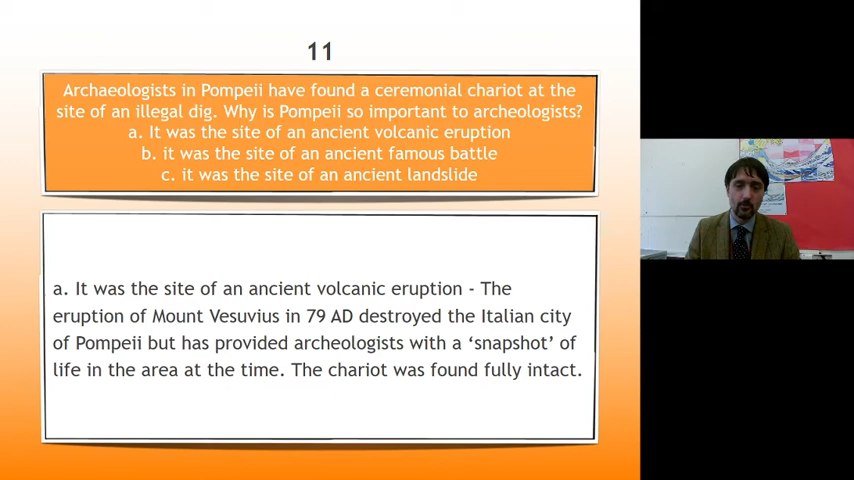 11
Archaeologists in Pompeii have found a ceremonial chariot at the
site of an illegal dig. Why is Pompeii so important to archeologists?
a. It was the site of an ancient volcanic eruption
b. it was the site of an ancient famous battle
c. it was the site of an ancient landslide
a. It was the site of an ancient volcanic eruption - The
eruption of Mount Vesuvius in 79 AD destroyed the Italian city
of Pompeii but has provided archeologists with a ‘snapshot’ of
life in the area at the time. The chariot was found fully intact.